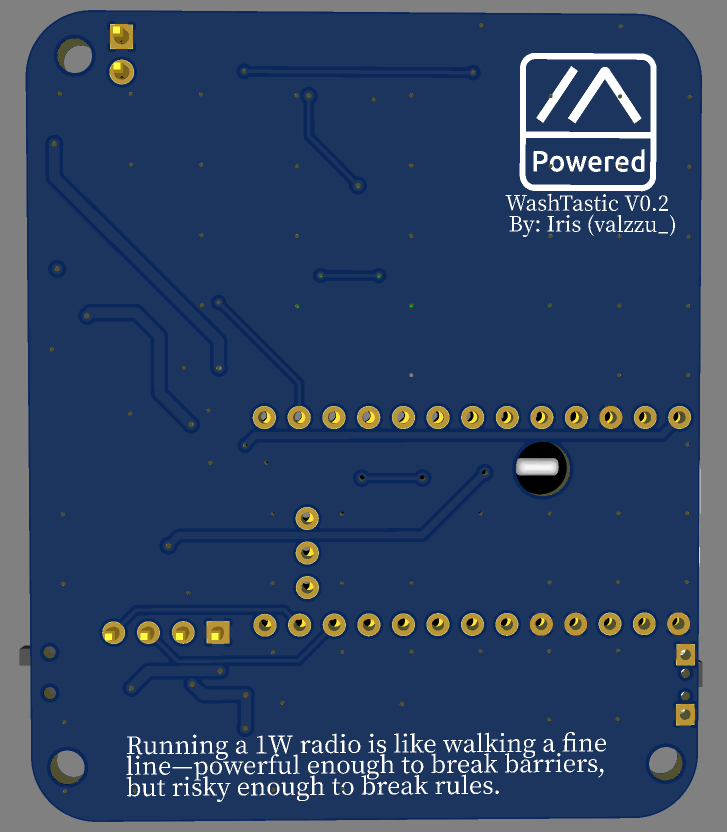 Powered
WashTastic V0.2
By: Iris (valzzu_)
Running a 1W radio is like walking a fine
line—powerful enough to break barriers,
but risky enough to break rules.